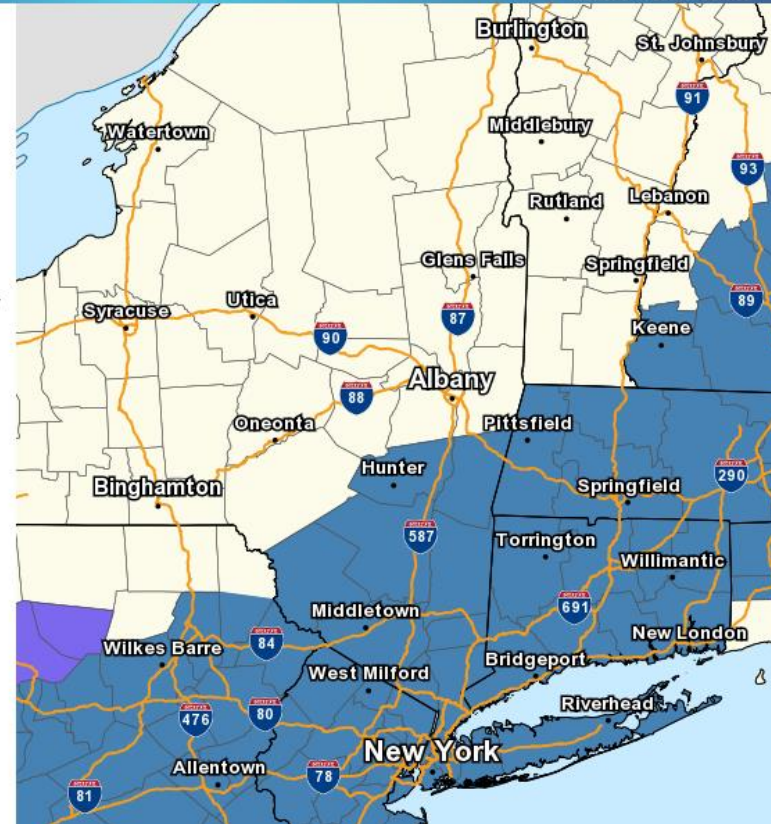 Burlington
St. Johnsbury
91
Watertown
Middlebury
93
Rutland
Lebanon
Glens Falls
Springfield
Syracuse
Utica
87
89
90
Keene
Albany
88
Oneonta
Pittsfield
Hunter
290
Binghamton
Springfield
587
Torrington
Willimantic
691
Middletown
84
New London
Wilkes Barre
Bridgeport
West Milford
Riverhead
476
80
New York
Allentown
78
81